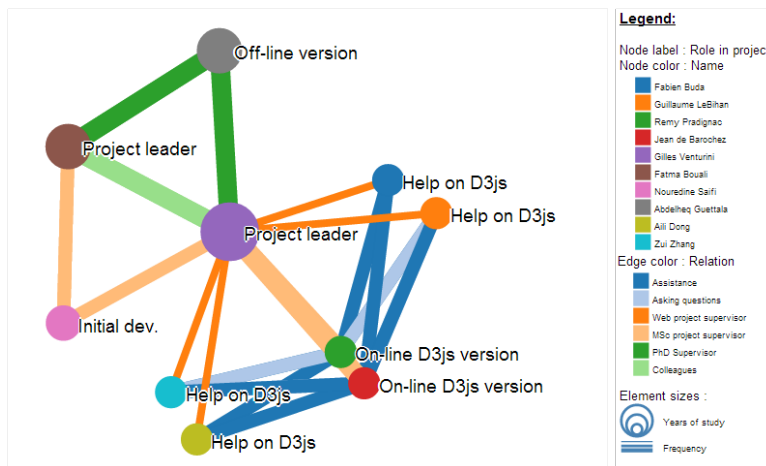 Off-line version
Project leader
Help on D3js
Help on D3js
Project leader
Initial dev.
On-line D3js version
On-line D3js version
Help on D3js
Help on D3js
Legend:
Node label : Role in projec
Node color : Name
Fabien Buda
Guillaume LeBihan
Remy Pradignac
Jean de Barochez
Gilles Venturini
Fatma Bouali
Nouredine Saifi
Abdelheq Guettala
Aili Dong
Zui Zhang
Edge color : Relation
Assistance
Asking questions
Web project supervisor
MSc project supervisor
PhD Supervisor
Colleagues
Element sizes :
Years of study
Frequency